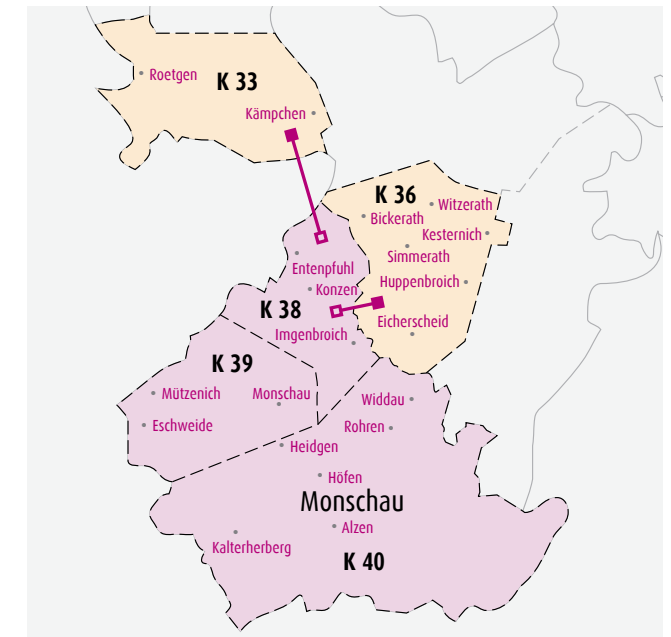 Roetgen
K 33
Kämpchen
K 36
Witzerath
Bickerath
Kesternich
Simmerath
Entenpfuhl
Huppenbroich
Konzen
K 38
Eicherscheid
Imgenbroich
K 39
Mützenich
Monschau
Widdau
Eschweide
Rohren
Heidgen
Höfen
Monschau
Alzen
Kalterherberg
K 40